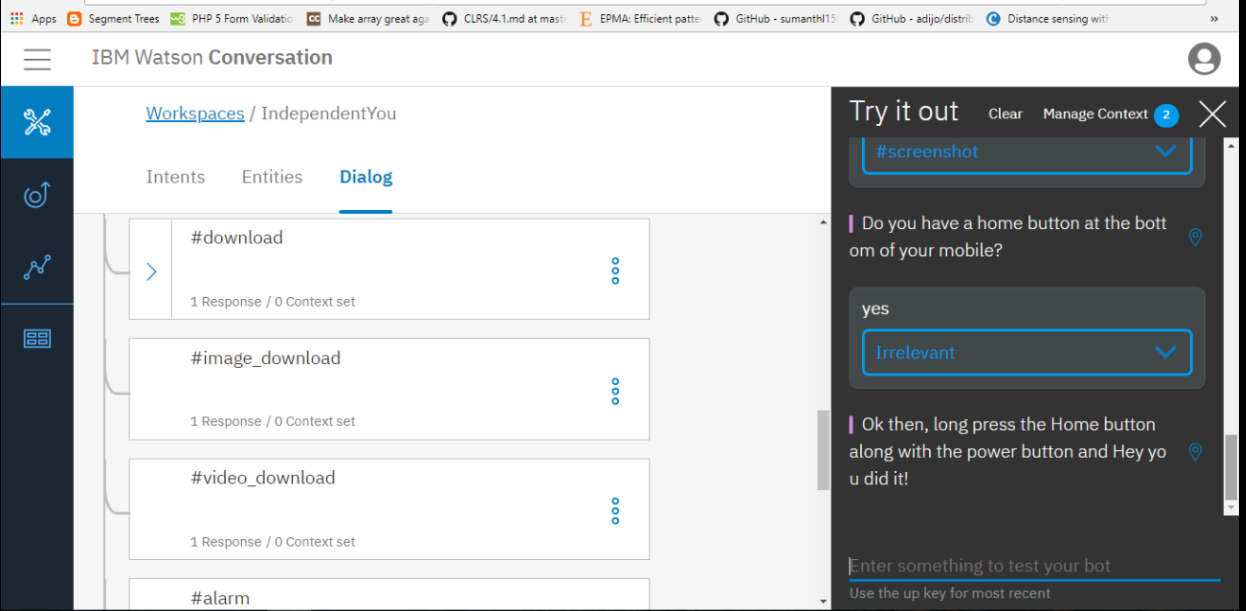 Apps Segment Trees PHP 5 Form Validatio Make array great aga CLRS/4.1.md at maste EPMA: Efficient patte GitHub - sumanthl15 GitHub - adijo/distrib Distance sensing with »
IBM Watson Conversation
Workspaces / IndependentYou
Intents Entities Dialog
#download
1 Response / 0 Context set
#image_download
1 Response / 0 Context set
#video_download
1 Response / 0 Context set
#alarm
Try it out Clear Manage Context 2
#screenshot
Do you have a home button at the bott
om of your mobile?
yes
Irrelevant
Ok then, long press the Home button
along with the power button and Hey yo
u did it!
Enter something to test your bot
Use the up key for most recent